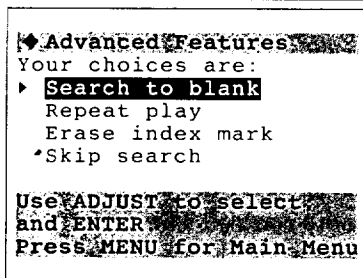 Advanced Features
Your choices are:
Search to blank
Repeat play
Erase index mark
Skip search
Use ADJUST to select
and ENTER
Press MENU for Main Menu